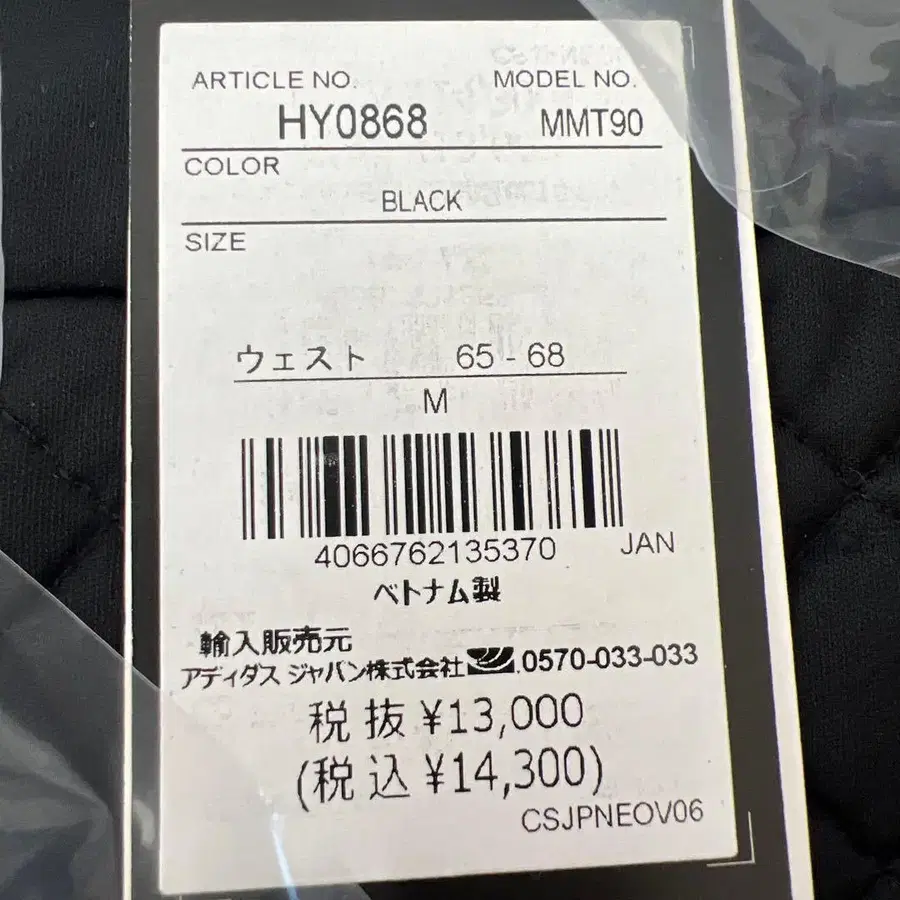 ARTICLE NO. MODEL NO.
HY0868 MMT90
COLOR
BLACK
SIZE
ウェスト 65 - 68
M
4066762135370 JAN
ベトナム製
輸入販売元
アディダス ジャパン株式会社 0570-033-033
税 抜 ¥13,000
(税 込 ¥14,300)
CSJPNEOV06